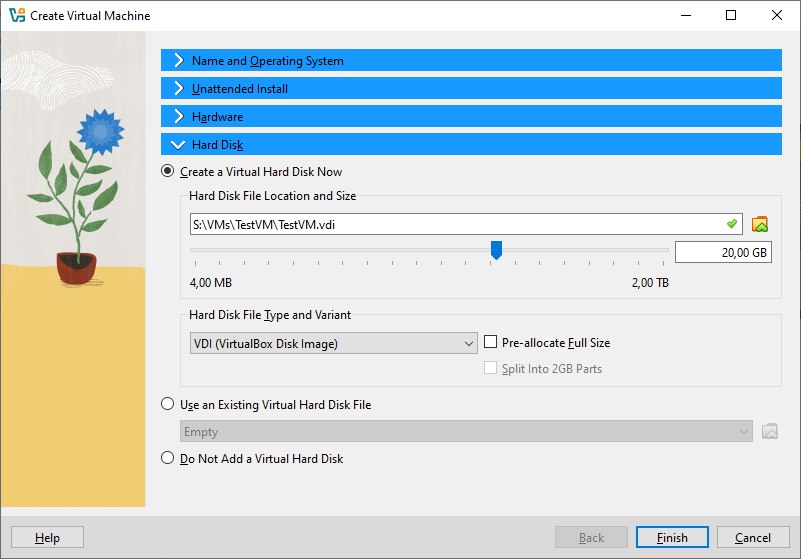 Create Virtual Machine
Name and Operating System
Unattended Install
Hardware
Hard Disk
Create a Virtual Hard Disk Now
Hard Disk File Location and Size
S:\VMs\TestVM\TestVM.vdi
20,00 GB
4,00 MB 2,00 TB
Hard Disk File Type and Variant
VDI (VirtualBox Disk Image) Pre-allocate Full Size
Split Into 2GB Parts
Use an Existing Virtual Hard Disk File
Empty
Do Not Add a Virtual Hard Disk
Help Back Finish Cancel